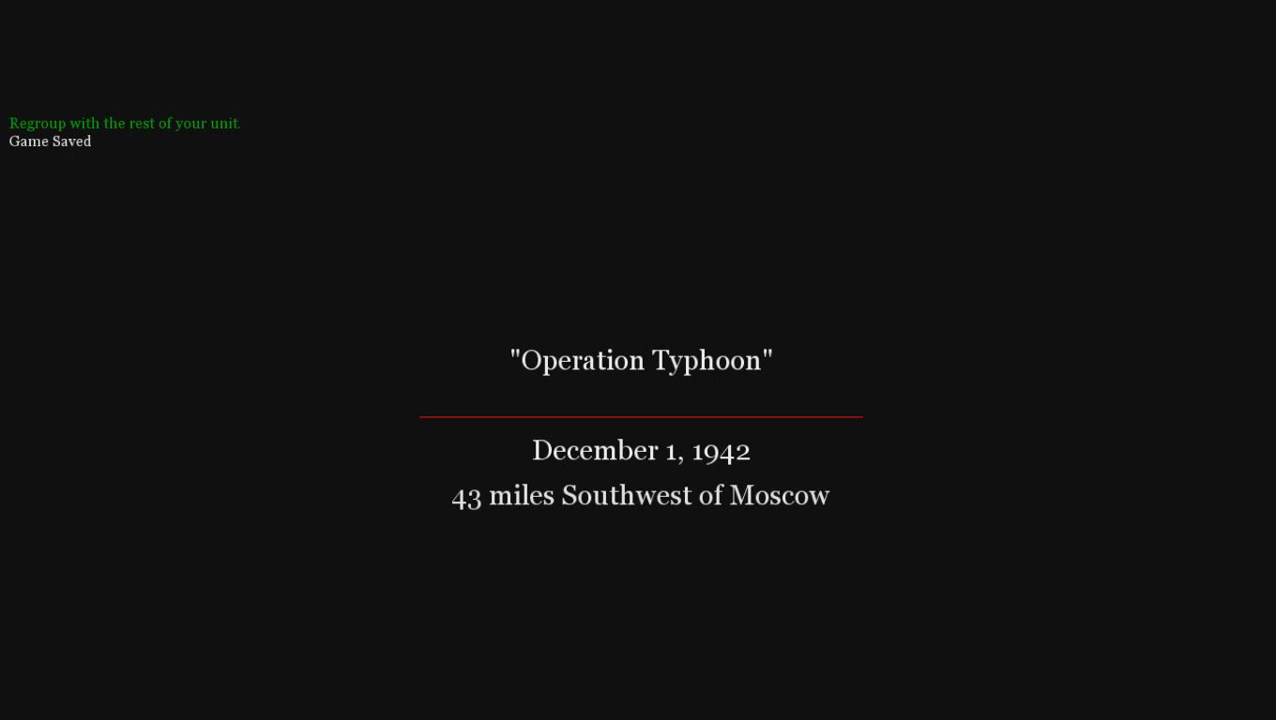 Regroup with the rest of your unit.
Game Saved
"Operation Typhoon"
December 1, 1942
43 miles Southwest of Moscow